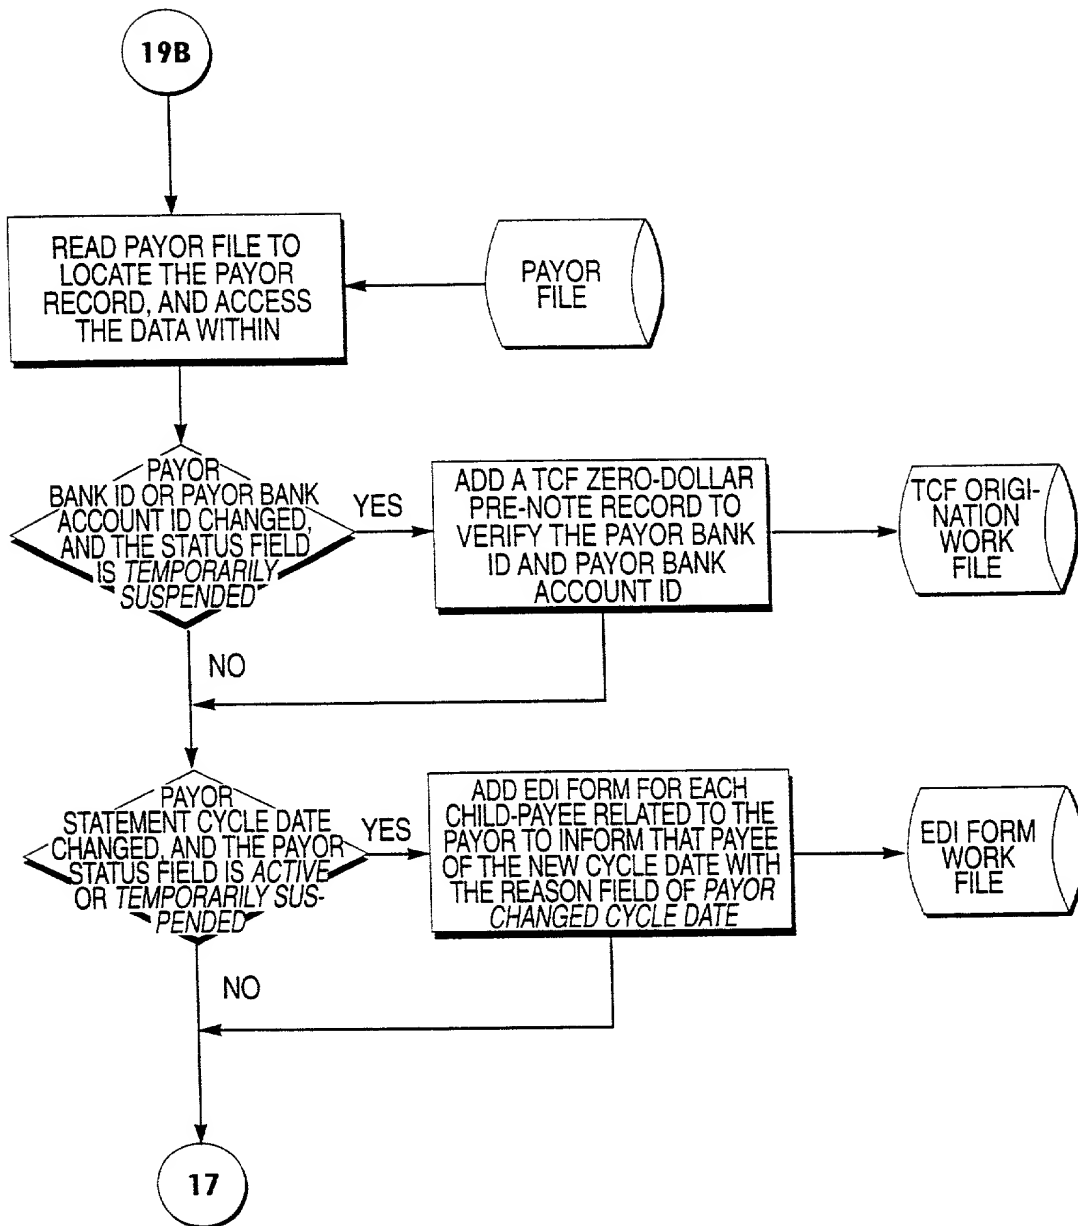 19B
READ PAYOR FILE TO
LOCATE THE PAYOR
RECORD, AND ACCESS
THE DATA WITHIN
PAYOR
FILE
PAYOR
BANK ID OR PAYOR BANK
ACCOUNT ID CHANGED,
AND THE STATUS FIELD
IS TEMPORARILY
SUSPENDED
YES
ADD A TCF ZERO-DOLLAR
PRE-NOTE RECORD TO
VERIFY THE PAYOR BANK
ID AND PAYOR BANK
ACCOUNT ID
TCF ORIGI-
NATION
WORK
FILE
NO
PAYOR
STATEMENT CYCLE DATE
CHANGED, AND THE PAYOR
STATUS FIELD IS ACTIVE
OR TEMPORARILY SUS-
PENDED
YES
ADD EDI FORM FOR EACH
CHILD-PAYEE RELATED TO THE
PAYOR TO INFORM THAT PAYEE
OF THE NEW CYCLE DATE WITH
THE REASON FIELD OF PAYOR
CHANGED CYCLE DATE
EDI FORM
WORK
FILE
NO
17